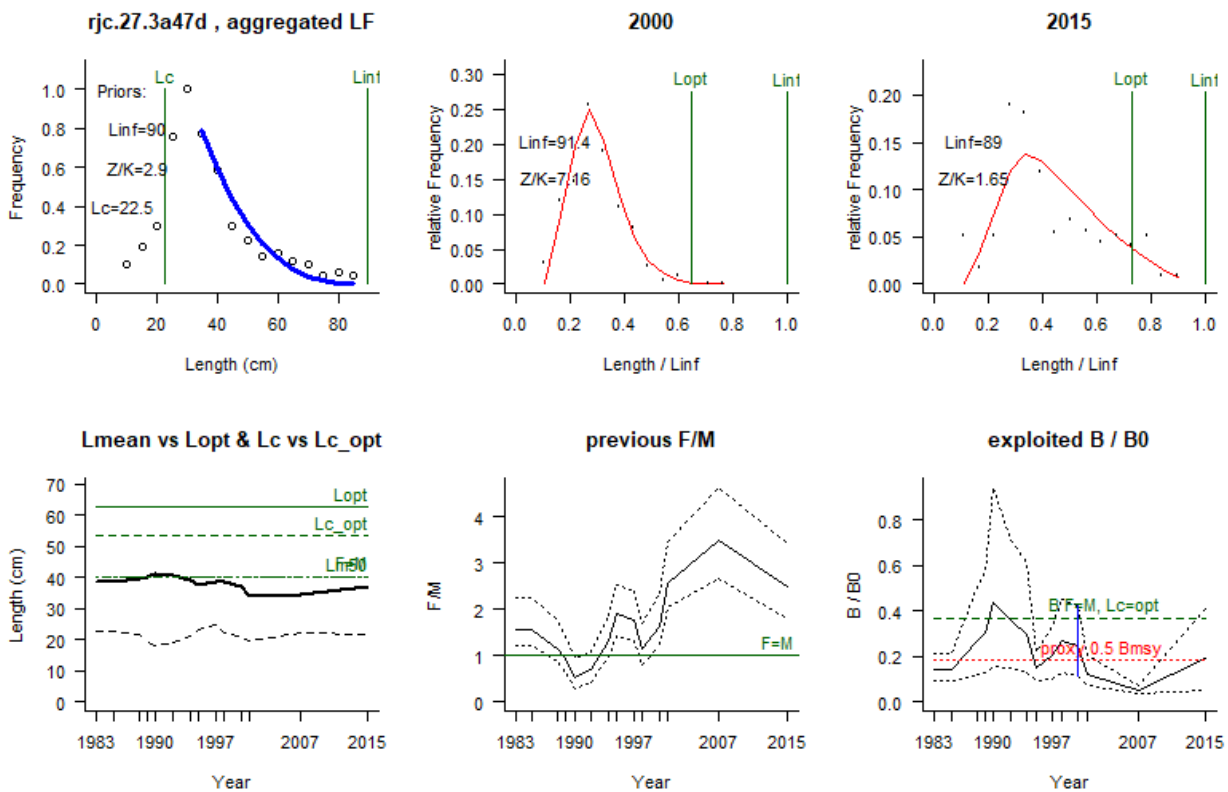 rjc.27.3a47d , aggregated LF
Frequency
1.0
0.8
0.6
0.4
0.2
0.0
Lc
Linf
Priors:
Linf=90
Z/K=2.9
Lc=22.5
0 20 40 60 80
Length (cm)
2000
relative Frequency
0.30
0.25
0.20
0.15
0.10
0.05
0.00
Lopt
Linf
Linf=91.4
Z/K=7.16
0.0 0.2 0.4 0.6 0.8 1.0
Length / Linf
2015
relative Frequency
0.20
0.15
0.10
0.05
0.00
Lopt
Linf
Linf=89
Z/K=1.65
0.0 0.2 0.4 0.6 0.8 1.0
Length / Linf
Lmean vs Lopt & Lc vs Lc_opt
Length (cm)
70
60
50
40
30
20
10
0
Lopt
Lc_opt
F=M
Lm50
1983 1990 1997 2007 2015
Year
previous F/M
F/M
4
3
2
1
0
F=M
1983 1990 1997 2007 2015
Year
exploited B / B0
B / B0
0.8
0.6
0.4
0.2
0.0
B F=M, Lc=opt
proxy 0.5 Bmsy
1983 1990 1997 2007 2015
Year